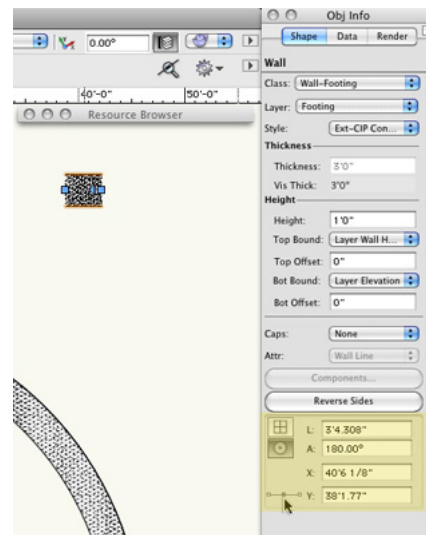 Obj Info
Shape Data Render
0.00°
Wall
Class: Wall-Footing
Layer: Footing
Style: Ext-CIP Con...
Thickness
Thickness: 3'0"
Vis Thick: 3'0"
Height
Height: 1'0"
Top Bound: Layer Wall H...
Top Offset: 0"
Bot Bound: Layer Elevation
Bot Offset: 0"
Caps: None
Attr: Wall Line
Components...
Reverse Sides
L: 3'4.308"
A: 180.00°
X: 40'6 1/8"
Y: 38'1.77"
40'-0" 50'-0"
Resource Browser